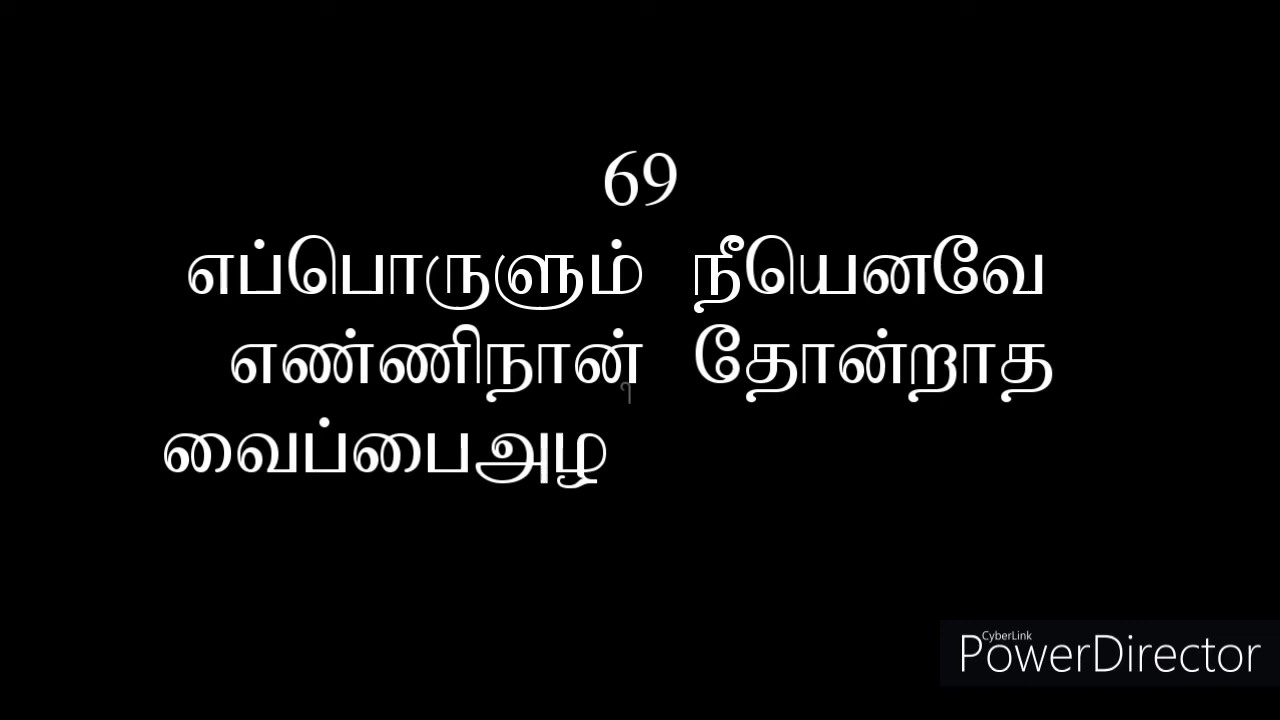 69
எப்பொருளும் நீயெனவே
எண்ணிநான் தோன்றாத
வைப்பைஅழ
CyberLink
PowerDirector